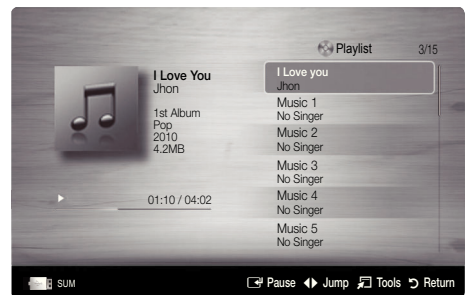 Playlist 3/15
I Love You
Jhon
1st Album
Pop
2010
4.2MB
01:10 / 04:02
I Love you
Jhon
Music 1
No Singer
Music 2
No Singer
Music 3
No Singer
Music 4
No Singer
Music 5
No Singer
SUM
Pause Jump Tools Return